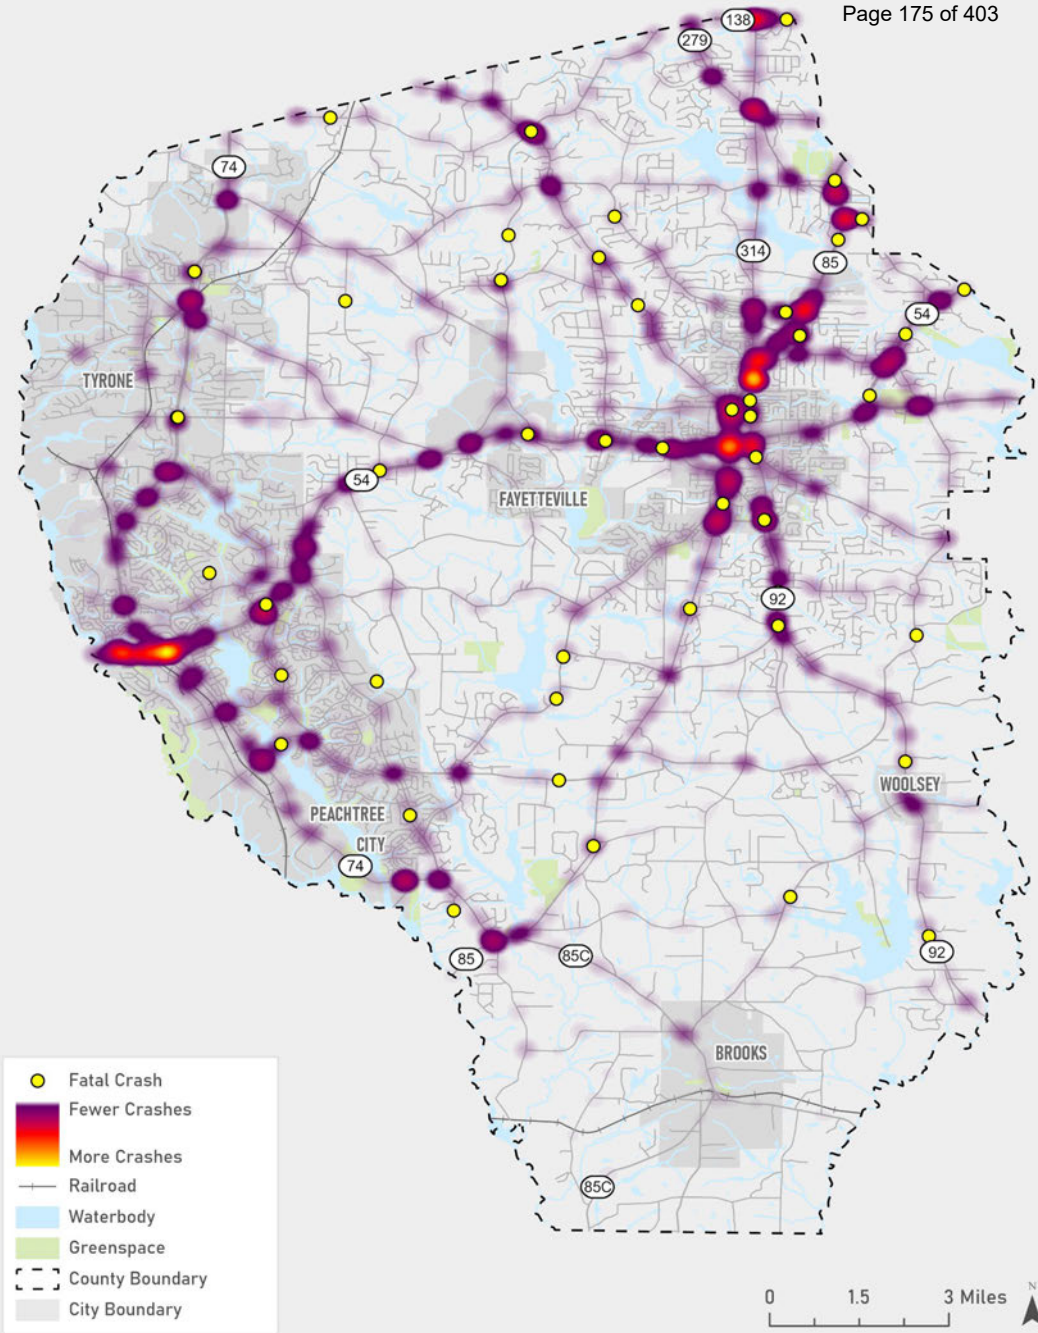 Page 175 of 403
138
279
74
314
85
54
TYRONE
54
FAYETTEVILLE
92
WOOLSEY
PEACHTREE
CITY
74
85
85C
92
BROOKS
85C
Fatal Crash
Fewer Crashes
More Crashes
Railroad
Waterbody
Greenspace
County Boundary
City Boundary
0 1.5 3 Miles
N